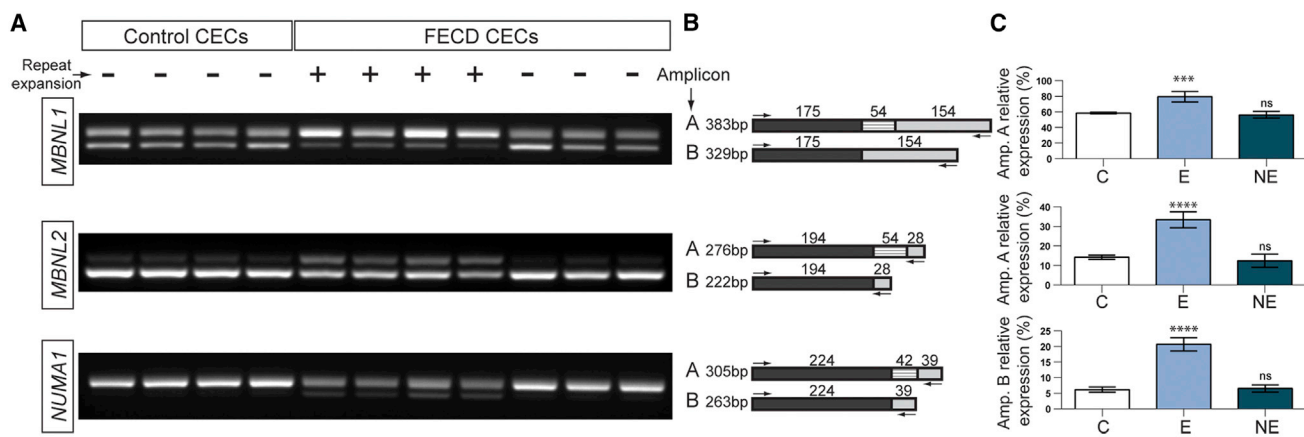 A
B
C
Control CECs
FECD CECs
Repeat
expansion
- - - - + + + + - - -
Amplicon
MBNL1
A 383bp
175 54 154
B 329bp
175 154
Amp. A relative
expression (%)
100
80
60
40
20
0
***
ns
C E NE
MBNL2
A 276bp
194 54 28
B 222bp
194 28
Amp. A relative
expression (%)
40
30
20
10
0
****
ns
C E NE
NUMA1
A 305bp
224 42 39
B 263bp
224 39
Amp. B relative
expression (%)
25
20
15
10
5
0
****
ns
C E NE